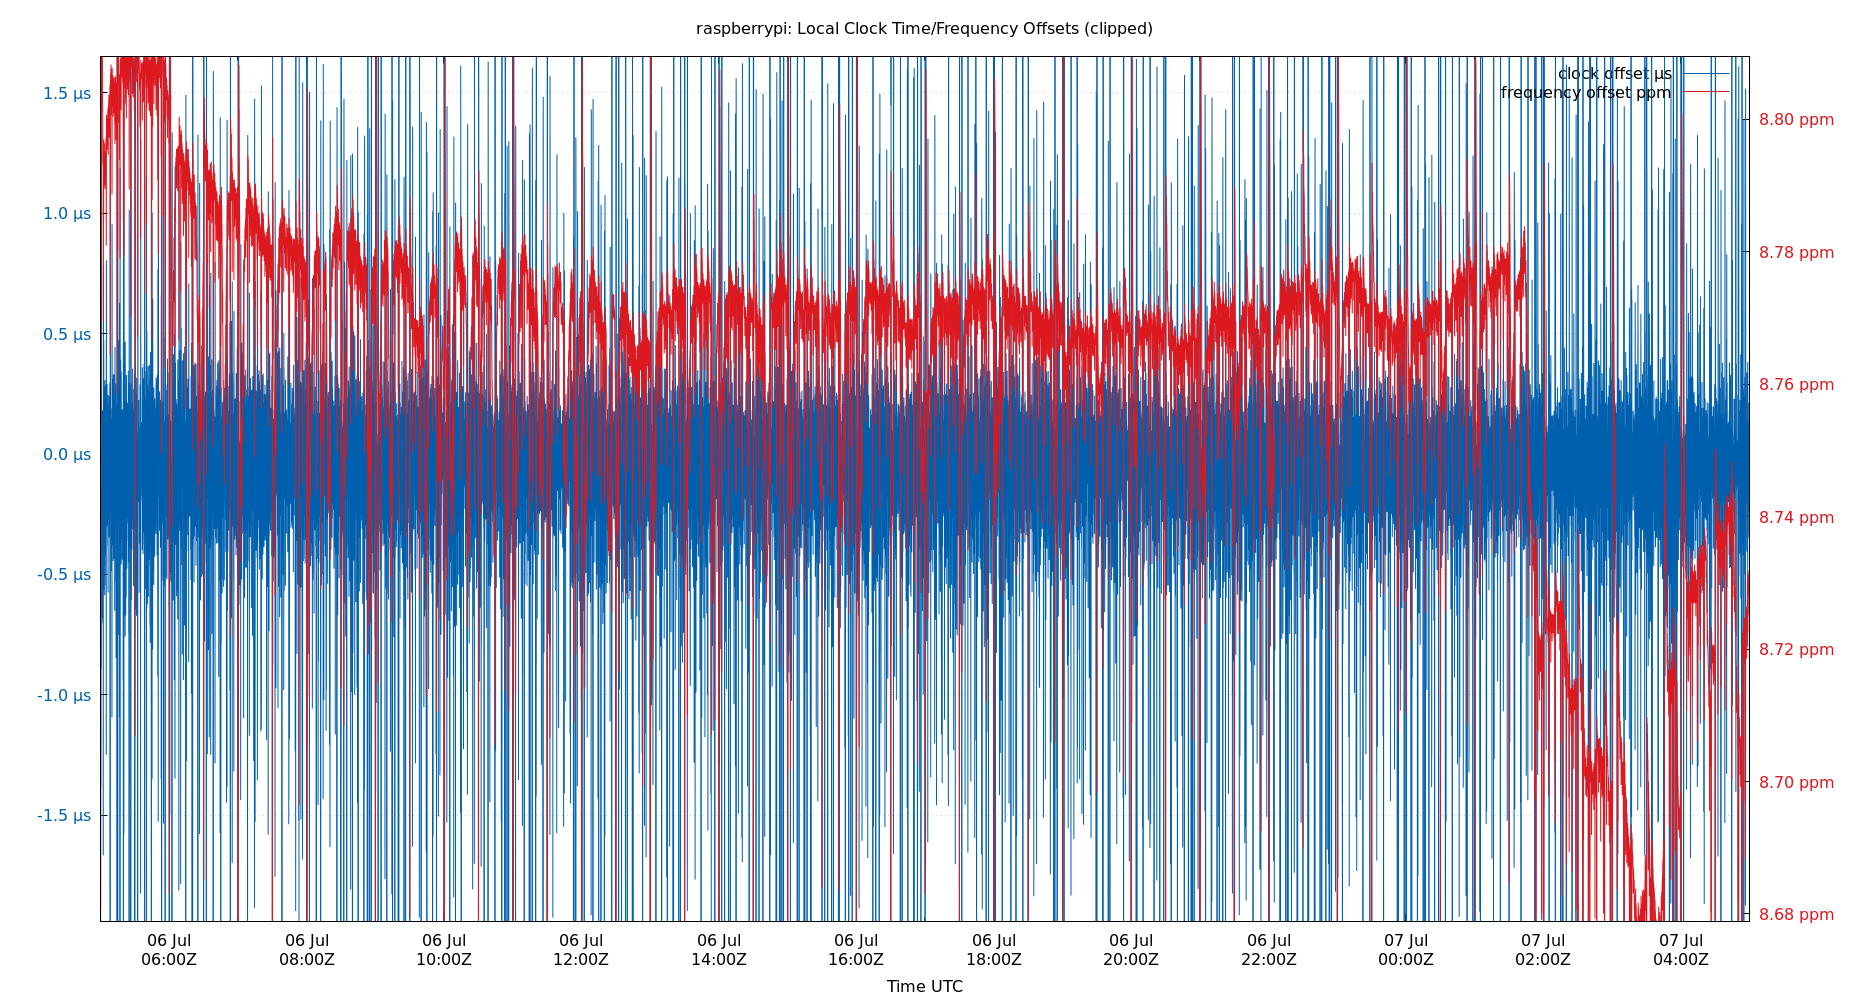 raspberrypi: Local Clock Time/Frequency Offsets (clipped)
clock offset µs
frequency offset ppm
1.5 µs
1.0 µs
0.5 µs
0.0 µs
-0.5 µs
-1.0 µs
-1.5 µs
8.80 ppm
8.78 ppm
8.76 ppm
8.74 ppm
8.72 ppm
8.70 ppm
8.68 ppm
06 Jul 06 Jul 06 Jul 06 Jul 06 Jul 06 Jul 06 Jul 06 Jul 06 Jul 07 Jul 07 Jul 07 Jul
06:00Z 08:00Z 10:00Z 12:00Z 14:00Z 16:00Z 18:00Z 20:00Z 22:00Z 00:00Z 02:00Z 04:00Z
Time UTC